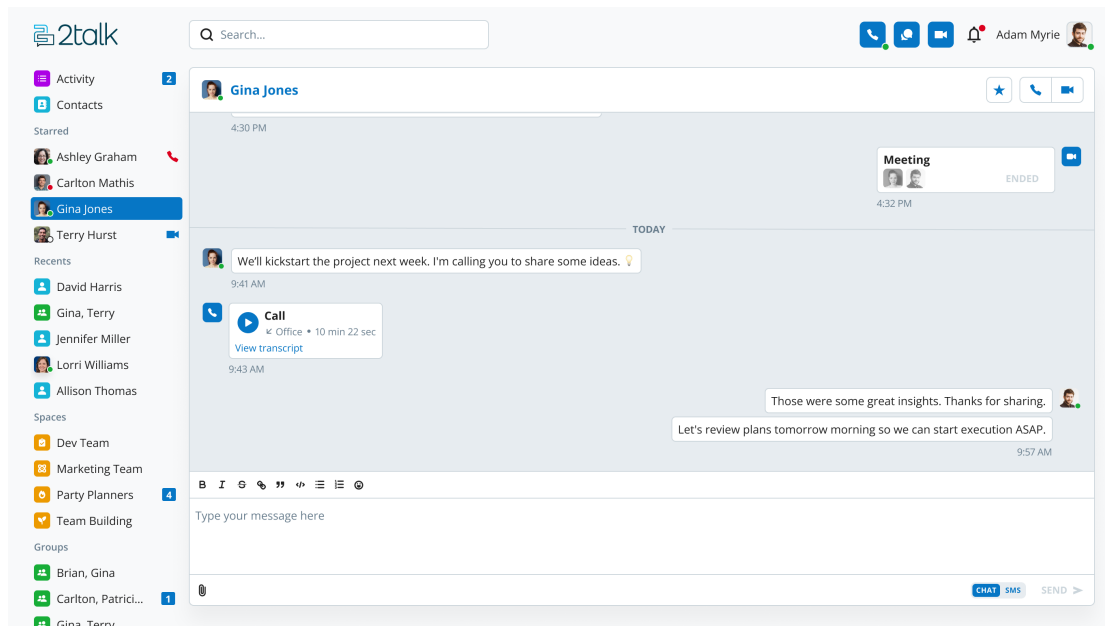 2talk
Search...
Adam Myrie
Activity
2
Contacts
Starred
Ashley Graham
Carlton Mathis
Gina Jones
Terry Hurst
Recents
David Harris
Gina, Terry
Jennifer Miller
Lorri Williams
Allison Thomas
Spaces
Dev Team
Marketing Team
Party Planners
4
Team Building
Groups
Brian, Gina
Carlton, Patrici...
1
Gina, Terry
Gina Jones
4:30 PM
Meeting
ENDED
4:32 PM
TODAY
We'll kickstart the project next week. I'm calling you to share some ideas.
9:41 AM
Call
Office • 10 min 22 sec
View transcript
9:43 AM
Those were some great insights. Thanks for sharing.
Let's review plans tomorrow morning so we can start execution ASAP.
9:57 AM
B I S
Type your message here
CHAT SMS SEND